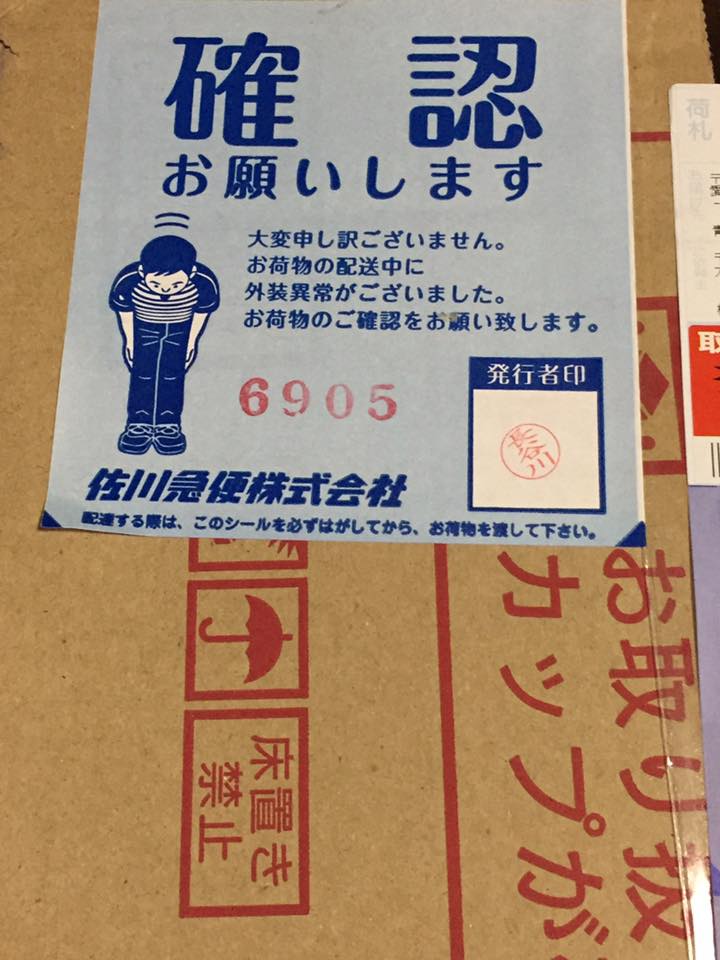 確認
お願いします
大変申し訳ございません。
お荷物の配送中に
外装異常がございました。
お荷物のご確認をお願い致します。
6905
発行者印
長谷川
佐川急便株式会社
配達する際は、このシールを必ずはがしてから、お荷物を渡して下さい。
荷札
取
お取り扱
カップが
床置き
禁止